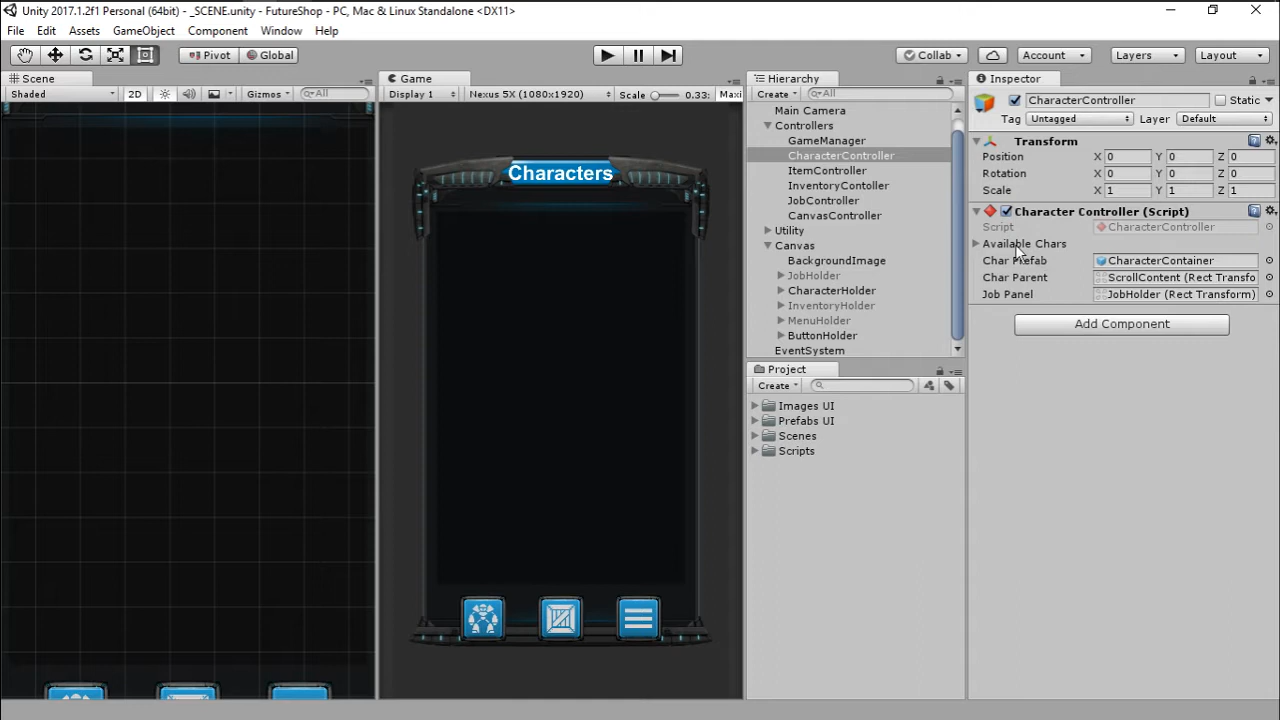 Unity 2017.1.2f1 Personal (64bit) - _SCENE.unity - FutureShop - PC, Mac & Linux Standalone <DX11>
File Edit Assets GameObject Component Window Help
Pivot Global Collab Account Layers Layout
Scene
Shaded 2D Gizmos All
Game
Display 1 Nexus 5X (1080x1920) Scale 0.33: Maxi
Characters
Hierarchy
Create All
Main Camera
Controllers
GameManager
CharacterController
ItemController
InventoryContoller
JobController
CanvasController
Utility
Canvas
BackgroundImage
JobHolder
CharacterHolder
InventoryHolder
MenuHolder
ButtonHolder
EventSystem
Project
Create
Images UI
Prefabs UI
Scenes
Scripts
Inspector
CharacterController Static
Tag Untagged Layer Default
Transform
Position X 0 Y 0 Z 0
Rotation X 0 Y 0 Z 0
Scale X 1 Y 1 Z 1
Character Controller (Script)
Script CharacterController
Available Chars
Char Prefab CharacterContainer
Char Parent ScrollContent (Rect Transfo
Job Panel JobHolder (Rect Transform)
Add Component